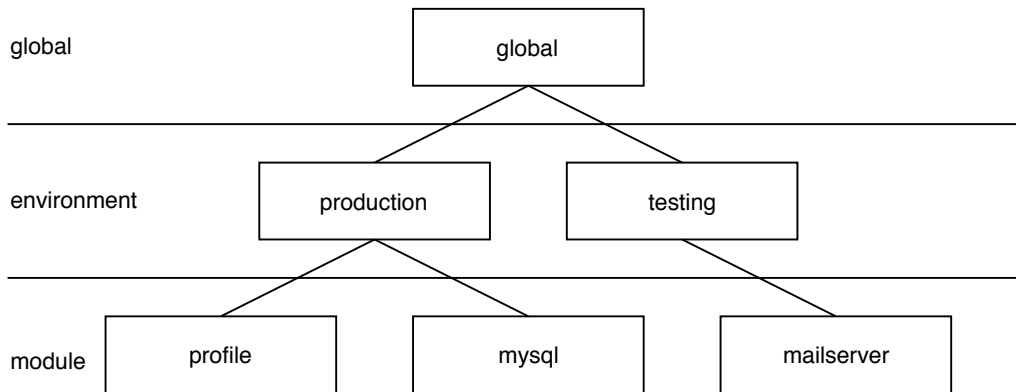 global
global
environment
production
testing
module
profile
mysql
mailserver